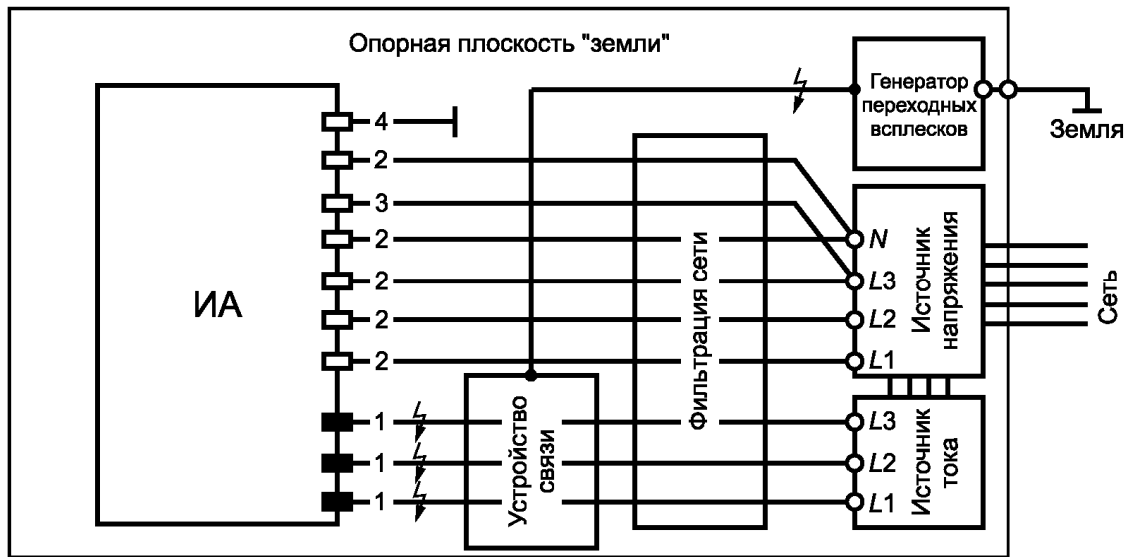 Опорная плоскость "земли"
Генератор
переходных
всплесков
Земля
4
2
3
2
2
2
2
1
1
1
ИА
Устройство
связи
Фильтрация сети
N
L3
L2
L1
Источник
напряжения
Сеть
L3
L2
L1
Источник
тока